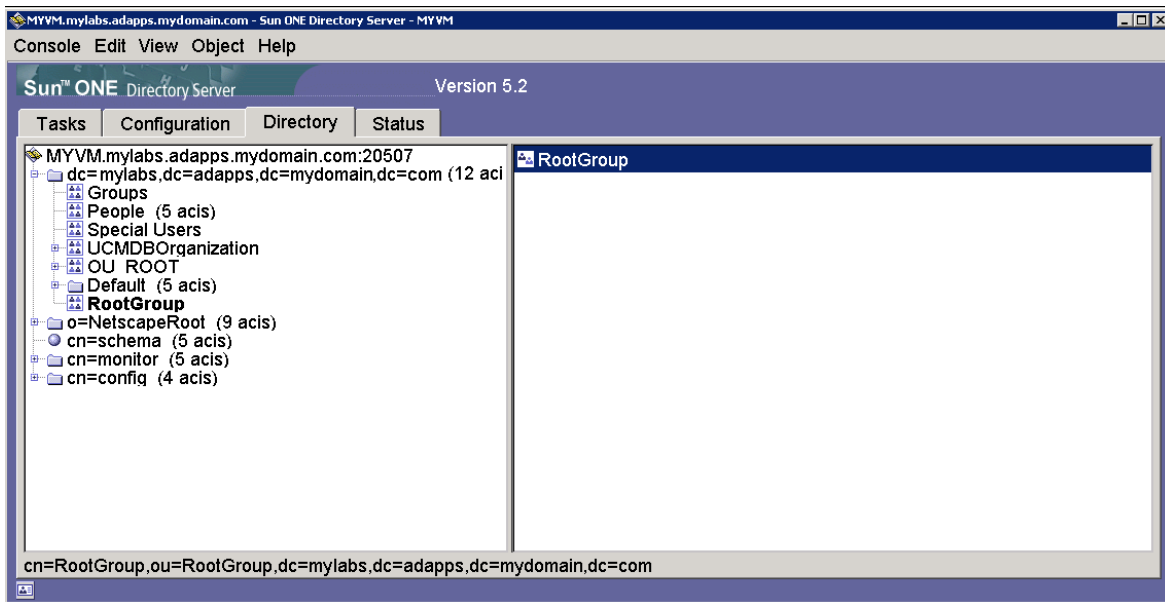 MYVM.mylabs.adapps.mydomain.com - Sun ONE Directory Server - MYVM
Console Edit View Object Help
Sun™ ONE Directory Server Version 5.2
Tasks Configuration Directory Status
MYVM.mylabs.adapps.mydomain.com:20507
dc=mylabs,dc=adapps,dc=mydomain,dc=com (12 aci
Groups
People (5 acis)
Special Users
UCMDBOrganization
OU_ROOT
Default (5 acis)
RootGroup
o=NetscapeRoot (9 acis)
cn=schema (5 acis)
cn=monitor (5 acis)
cn=config (4 acis)
RootGroup
cn=RootGroup,ou=RootGroup,dc=mylabs,dc=adapps,dc=mydomain,dc=com